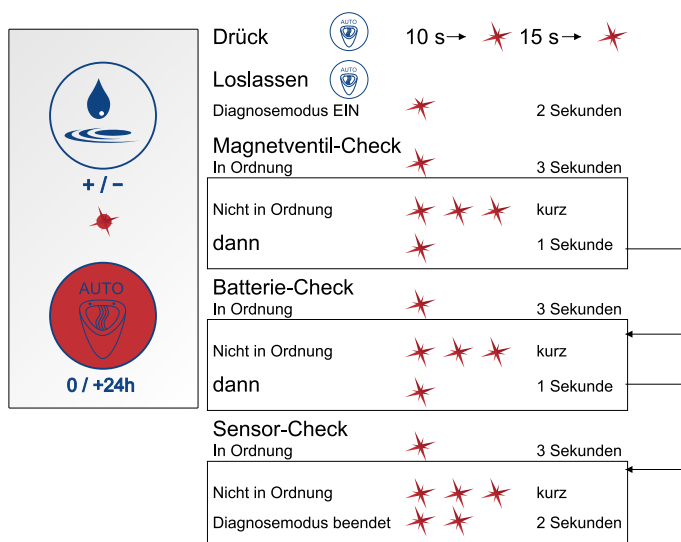 + / −
AUTO
0 / +24h
Drück AUTO 10 s 15 s
Loslassen AUTO
Diagnosemodus EIN 2 Sekunden
Magnetventil-Check
In Ordnung 3 Sekunden
Nicht in Ordnung kurz
dann 1 Sekunde
Batterie-Check
In Ordnung 3 Sekunden
Nicht in Ordnung kurz
dann 1 Sekunde
Sensor-Check
In Ordnung 3 Sekunden
Nicht in Ordnung kurz
Diagnosemodus beendet 2 Sekunden